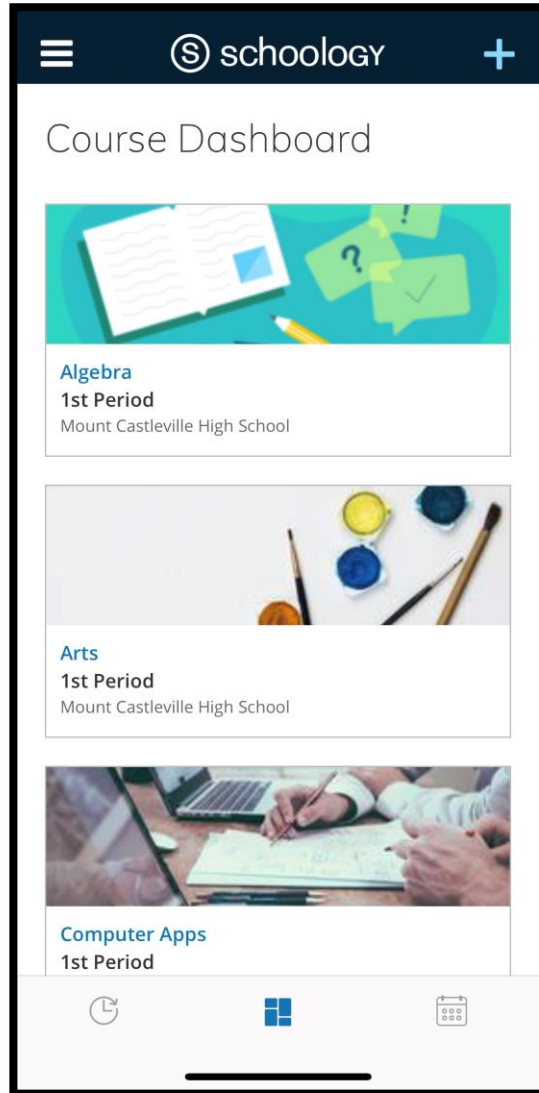 S schoology
Course Dashboard
?
!
Algebra
1st Period
Mount Castleville High School
Arts
1st Period
Mount Castleville High School
Computer Apps
1st Period